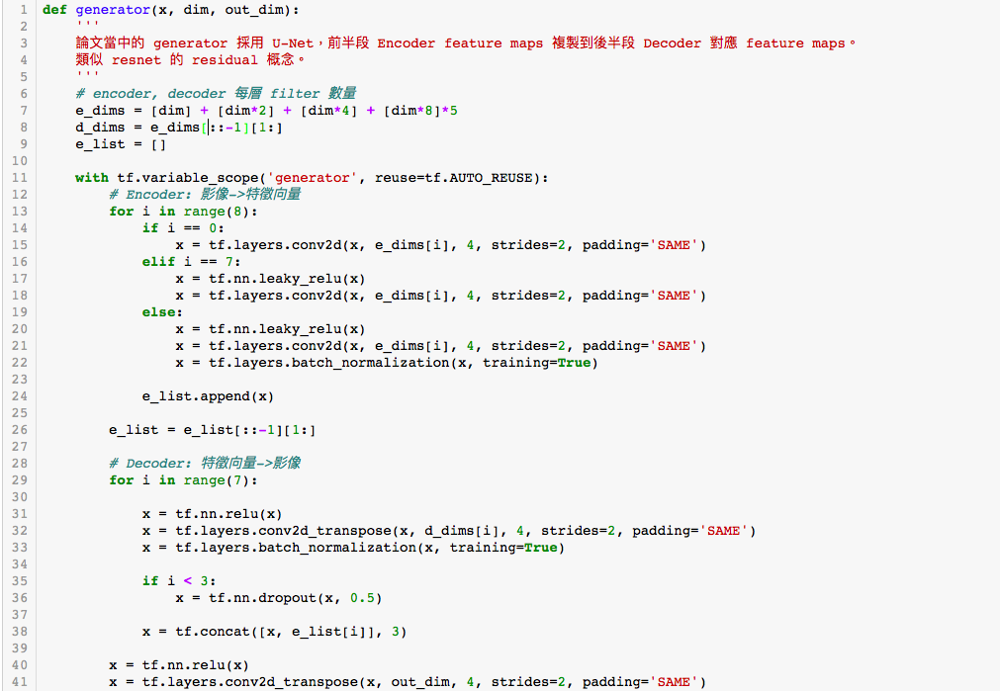 1 def generator(x, dim, out_dim):
2     '''
3     論文當中的 generator 採用 U-Net，前半段 Encoder feature maps 複製到後半段 Decoder 對應 feature maps。
4     類似 resnet 的 residual 概念。
5     '''
6     # encoder, decoder 每層 filter 數量
7     e_dims = [dim] + [dim*2] + [dim*4] + [dim*8]*5
8     d_dims = e_dims[::-1][1:]
9     e_list = []
10
11     with tf.variable_scope('generator', reuse=tf.AUTO_REUSE):
12         # Encoder: 影像->特徵向量
13         for i in range(8):
14             if i == 0:
15                 x = tf.layers.conv2d(x, e_dims[i], 4, strides=2, padding='SAME')
16             elif i == 7:
17                 x = tf.nn.leaky_relu(x)
18                 x = tf.layers.conv2d(x, e_dims[i], 4, strides=2, padding='SAME')
19             else:
20                 x = tf.nn.leaky_relu(x)
21                 x = tf.layers.conv2d(x, e_dims[i], 4, strides=2, padding='SAME')
22                 x = tf.layers.batch_normalization(x, training=True)
23
24             e_list.append(x)
25
26         e_list = e_list[::-1][1:]
27
28         # Decoder: 特徵向量->影像
29         for i in range(7):
30
31             x = tf.nn.relu(x)
32             x = tf.layers.conv2d_transpose(x, d_dims[i], 4, strides=2, padding='SAME')
33             x = tf.layers.batch_normalization(x, training=True)
34
35             if i < 3:
36                 x = tf.nn.dropout(x, 0.5)
37
38             x = tf.concat([x, e_list[i]], 3)
39
40         x = tf.nn.relu(x)
41         x = tf.layers.conv2d_transpose(x, out_dim, 4, strides=2, padding='SAME')